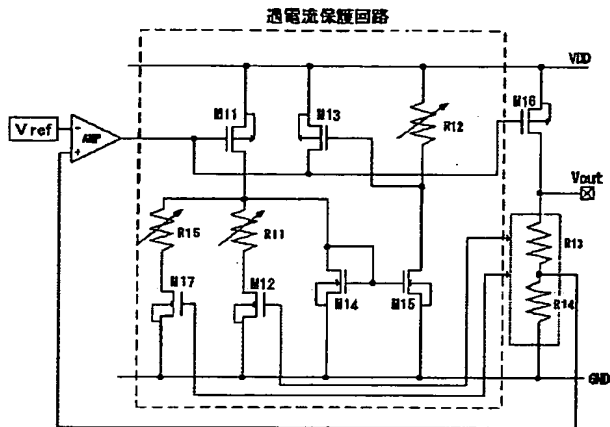 過電流保護回路
VDD
M11
M13
M16
R12
Vref
AMP
-
+
Vout
R15
R11
R13
M17
M12
M14
M15
R14
GND